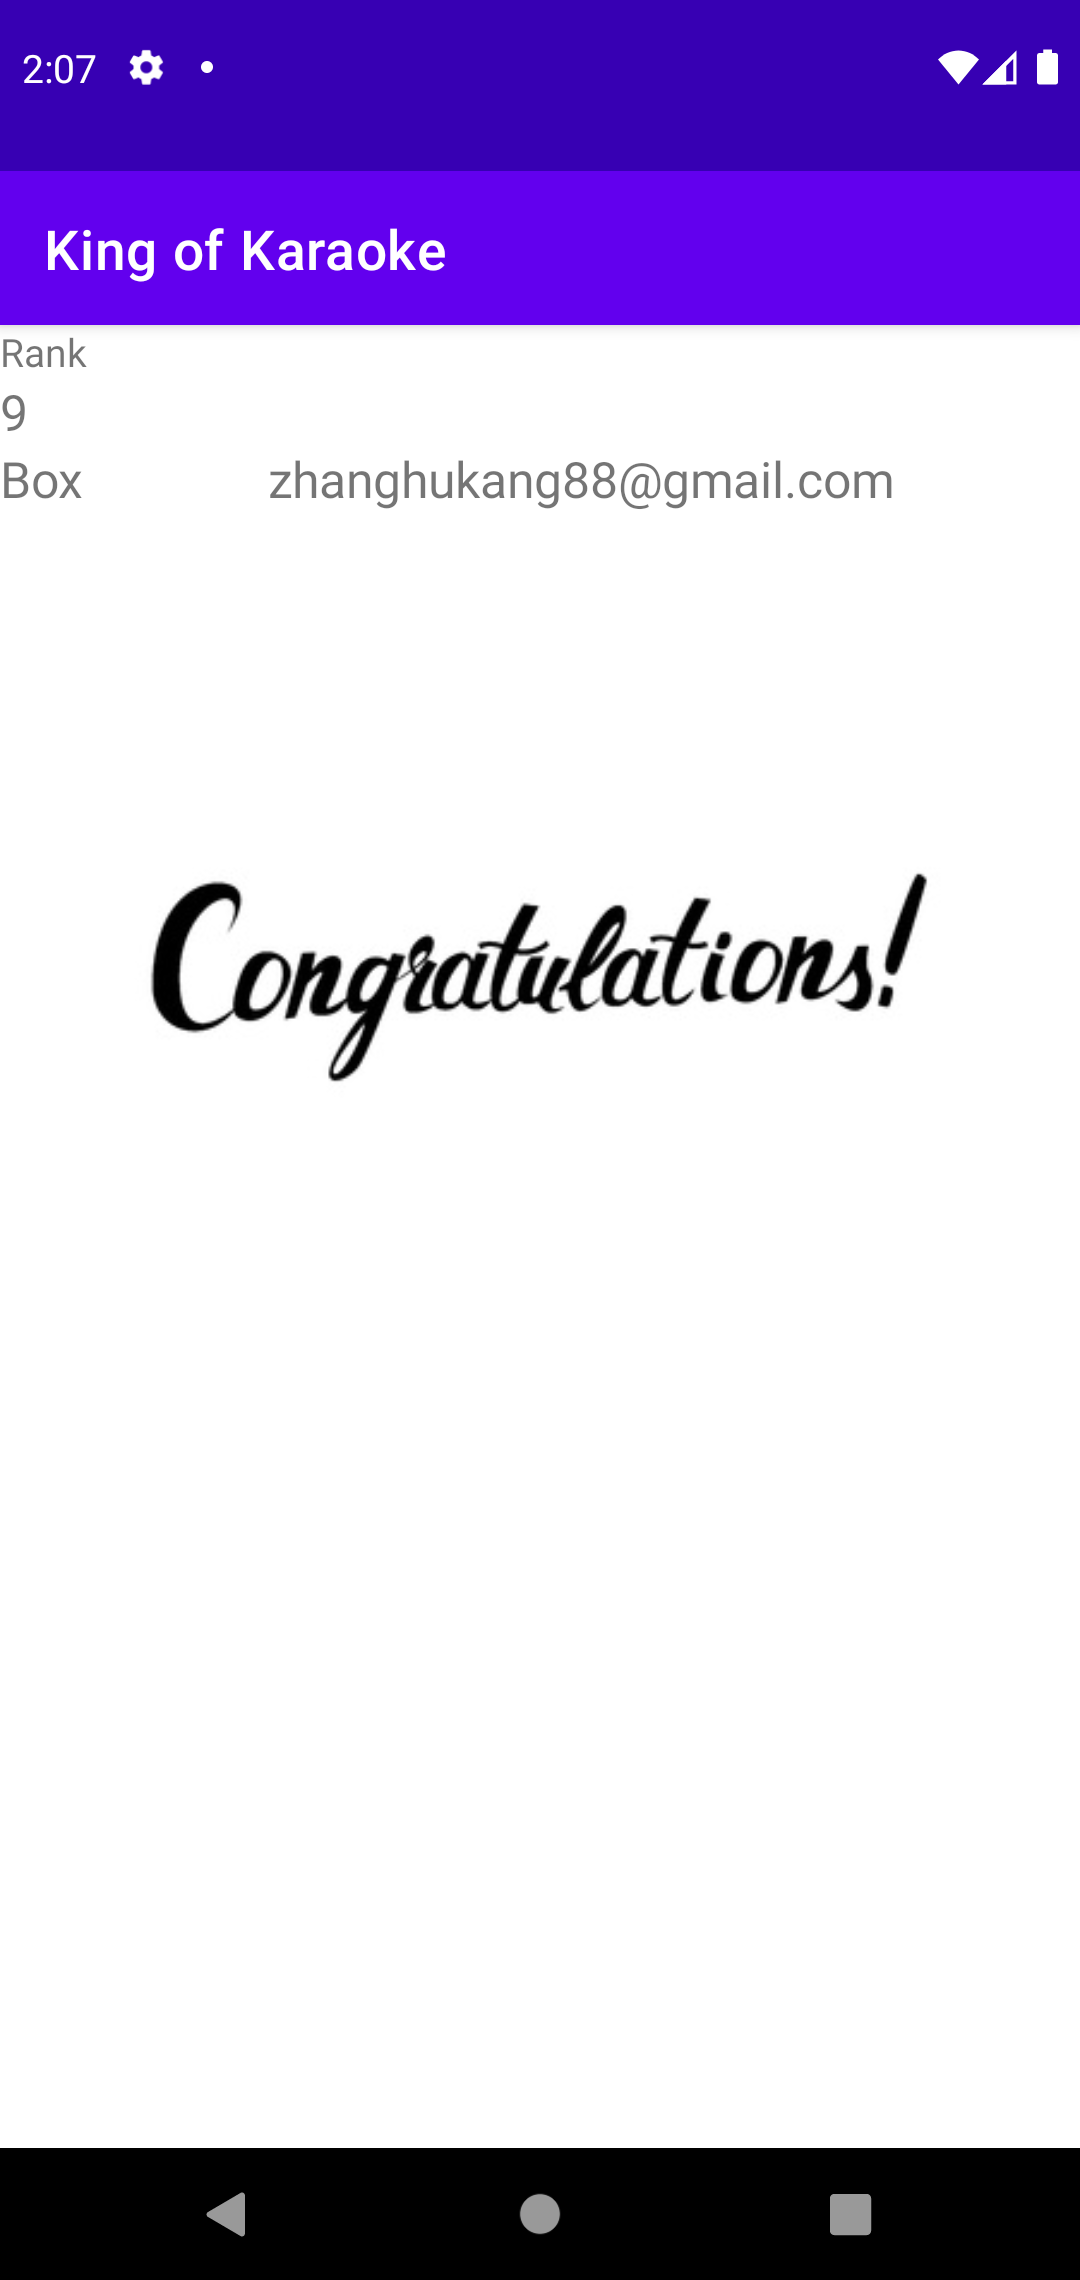 2:07
King of Karaoke
Rank
9
Box zhanghukang88@gmail.com
Congratulations!